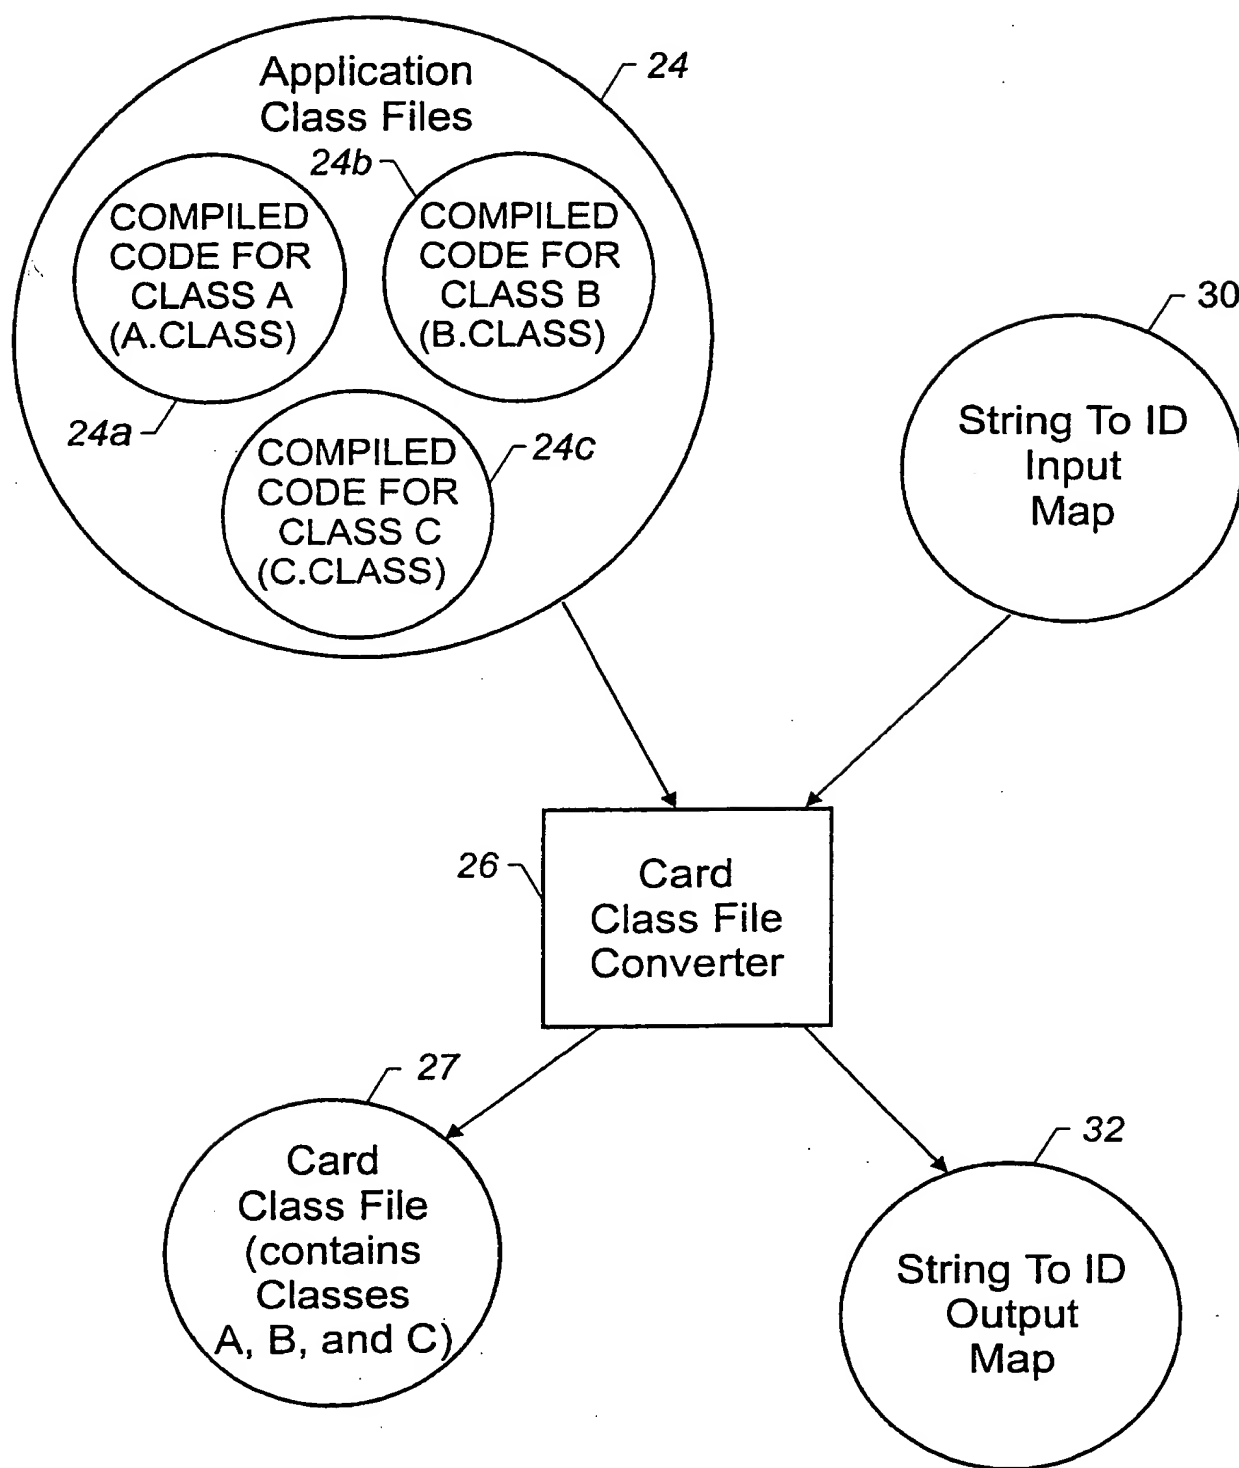 Application
Class Files
24
24b
COMPILED
CODE FOR
CLASS A
(A.CLASS)
COMPILED
CODE FOR
CLASS B
(B.CLASS)
24a
COMPILED
CODE FOR
CLASS C
(C.CLASS)
24c
30
String To ID
Input
Map
26
Card
Class File
Converter
27
Card
Class File
(contains
Classes
A, B, and C)
32
String To ID
Output
Map